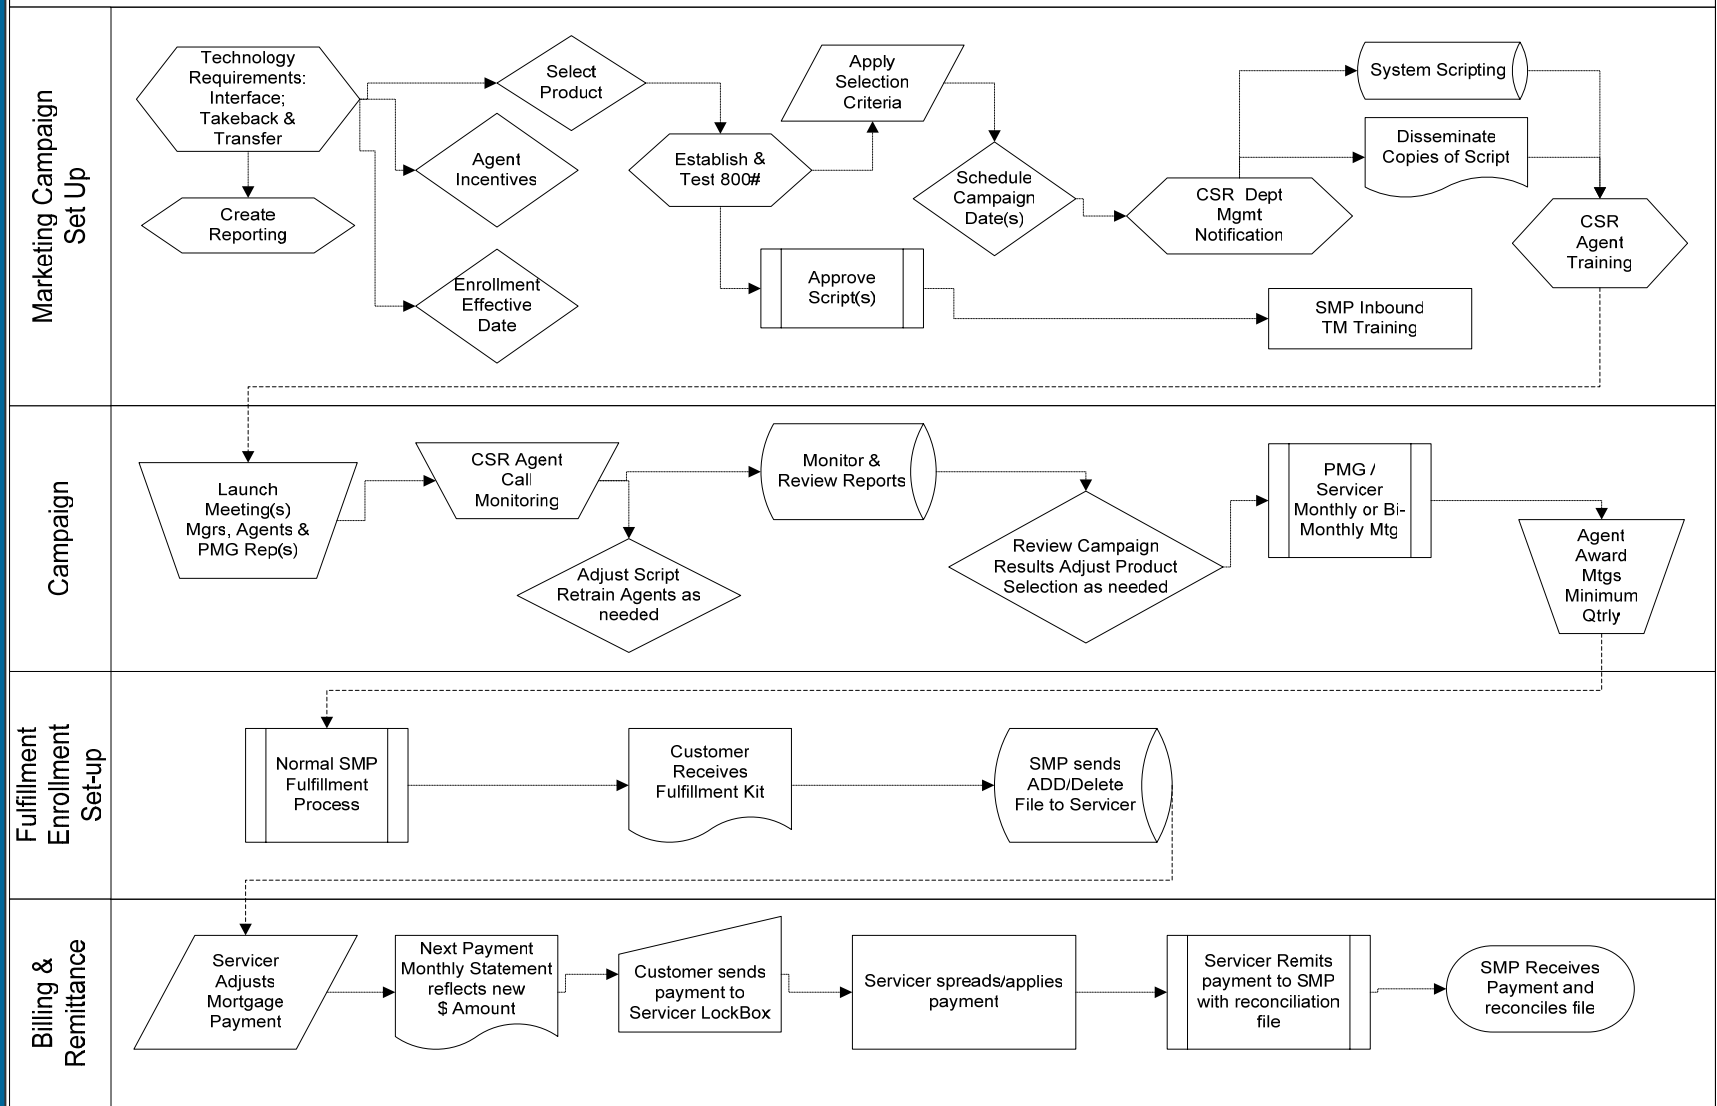 Marketing Campaign
Set Up
Technology
Requirements:
Interface;
Takeback &
Transfer
Create
Reporting
Select
Product
Agent
Incentives
Enrollment
Effective
Date
Establish &
Test 800#
Apply
Selection
Criteria
Approve
Script(s)
Schedule
Campaign
Date(s)
CSR Dept
Mgmt
Notification
System Scripting
Disseminate
Copies of Script
CSR
Agent
Training
SMP Inbound
TM Training
Campaign
Launch
Meeting(s)
Mgrs, Agents &
PMG Rep(s)
CSR Agent
Call
Monitoring
Adjust Script
Retrain Agents as
needed
Monitor &
Review Reports
Review Campaign
Results Adjust Product
Selection as needed
PMG /
Servicer
Monthly or Bi-
Monthly Mtg
Agent
Award
Mtgs
Minimum
Qtrly
Fulfillment
Enrollment
Set-up
Normal SMP
Fulfillment
Process
Customer
Receives
Fulfillment Kit
SMP sends
ADD/Delete
File to Servicer
Billing &
Remittance
Servicer
Adjusts
Mortgage
Payment
Next Payment
Monthly Statement
reflects new
$ Amount
Customer sends
payment to
Servicer LockBox
Servicer spreads/applies
payment
Servicer Remits
payment to SMP
with reconciliation
file
SMP Receives
Payment and
reconciles file